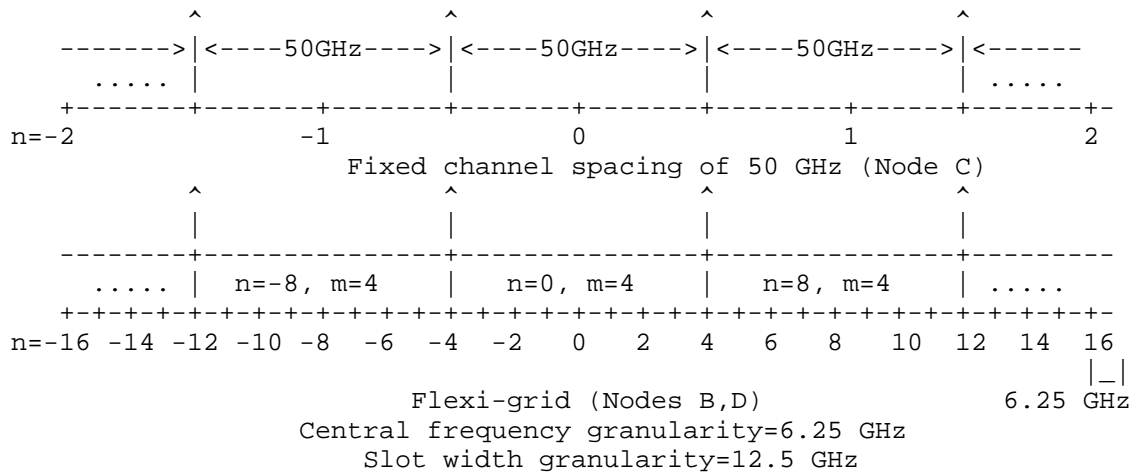 ^               ^               ^               ^
   ------->|<----50GHz---->|<----50GHz---->|<----50GHz---->|<------
     ..... |               |               |               | .....
   +-------+-------+-------+-------+-------+--------+------+-------+-
n=-2              -1               0                1              2
                     Fixed channel spacing of 50 GHz (Node C)
           ^               ^               ^               ^
           |               |               |               |
   --------+---------------+---------------+---------------+---------
     ..... |  n=-8, m=4    |   n=0, m=4    |   n=8, m=4    | .....
   +-+-+-+-+-+-+-+-+-+-+-+-+-+-+-+-+-+-+-+-+-+-+-+-+-+-+-+-+-+-+-+-+-
n=-16 -14 -12 -10 -8  -6  -4  -2   0   2   4   6   8  10  12  14  16
                                                                   |_|
                         Flexi-grid (Nodes B,D)               6.25 GHz
                  Central frequency granularity=6.25 GHz
                      Slot width granularity=12.5 GHz